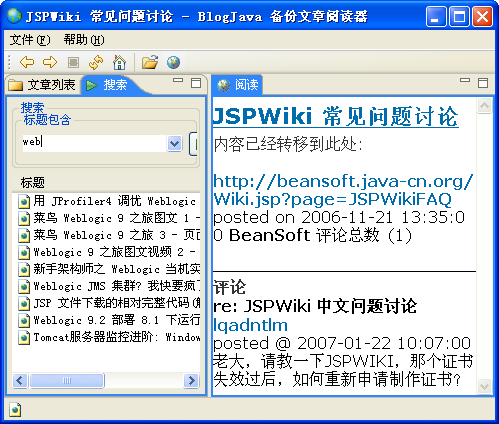 JSPWiki 常见问题讨论 - BlogJava 备份文章阅读器
文件(F) 帮助(H)
文章列表 搜索
搜索
标题包含
web
标题
用 JProfiler4 调优 Weblogic
菜鸟 Weblogic 9 之旅图文 1 -
菜鸟 Weblogic 9 之旅 3 - 页
Weblogic 9 之旅图文视频 2 -
新手架构师之 Weblogic 当机实
Weblogic JMS 集群? 我快要疯
JSP 文件下载的相对完整代码
Weblogic 9.2 部署 8.1 下运行
Tomcat服务器监控进阶: Window
阅读
JSPWiki 常见问题讨论
内容已经转移到此处:
http://beansoft.java-cn.org/
Wiki.jsp?page=JSPWikiFAQ
posted on 2006-11-21 13:35:0
0 BeanSoft 评论总数 (1)
评论
re: JSPWiki 中文问题讨论
lqadntlm
posted @ 2007-01-22 10:07:00
老大，请教一下JSPWIKI，那个证书
失效过后，如何重新申请制作证书？